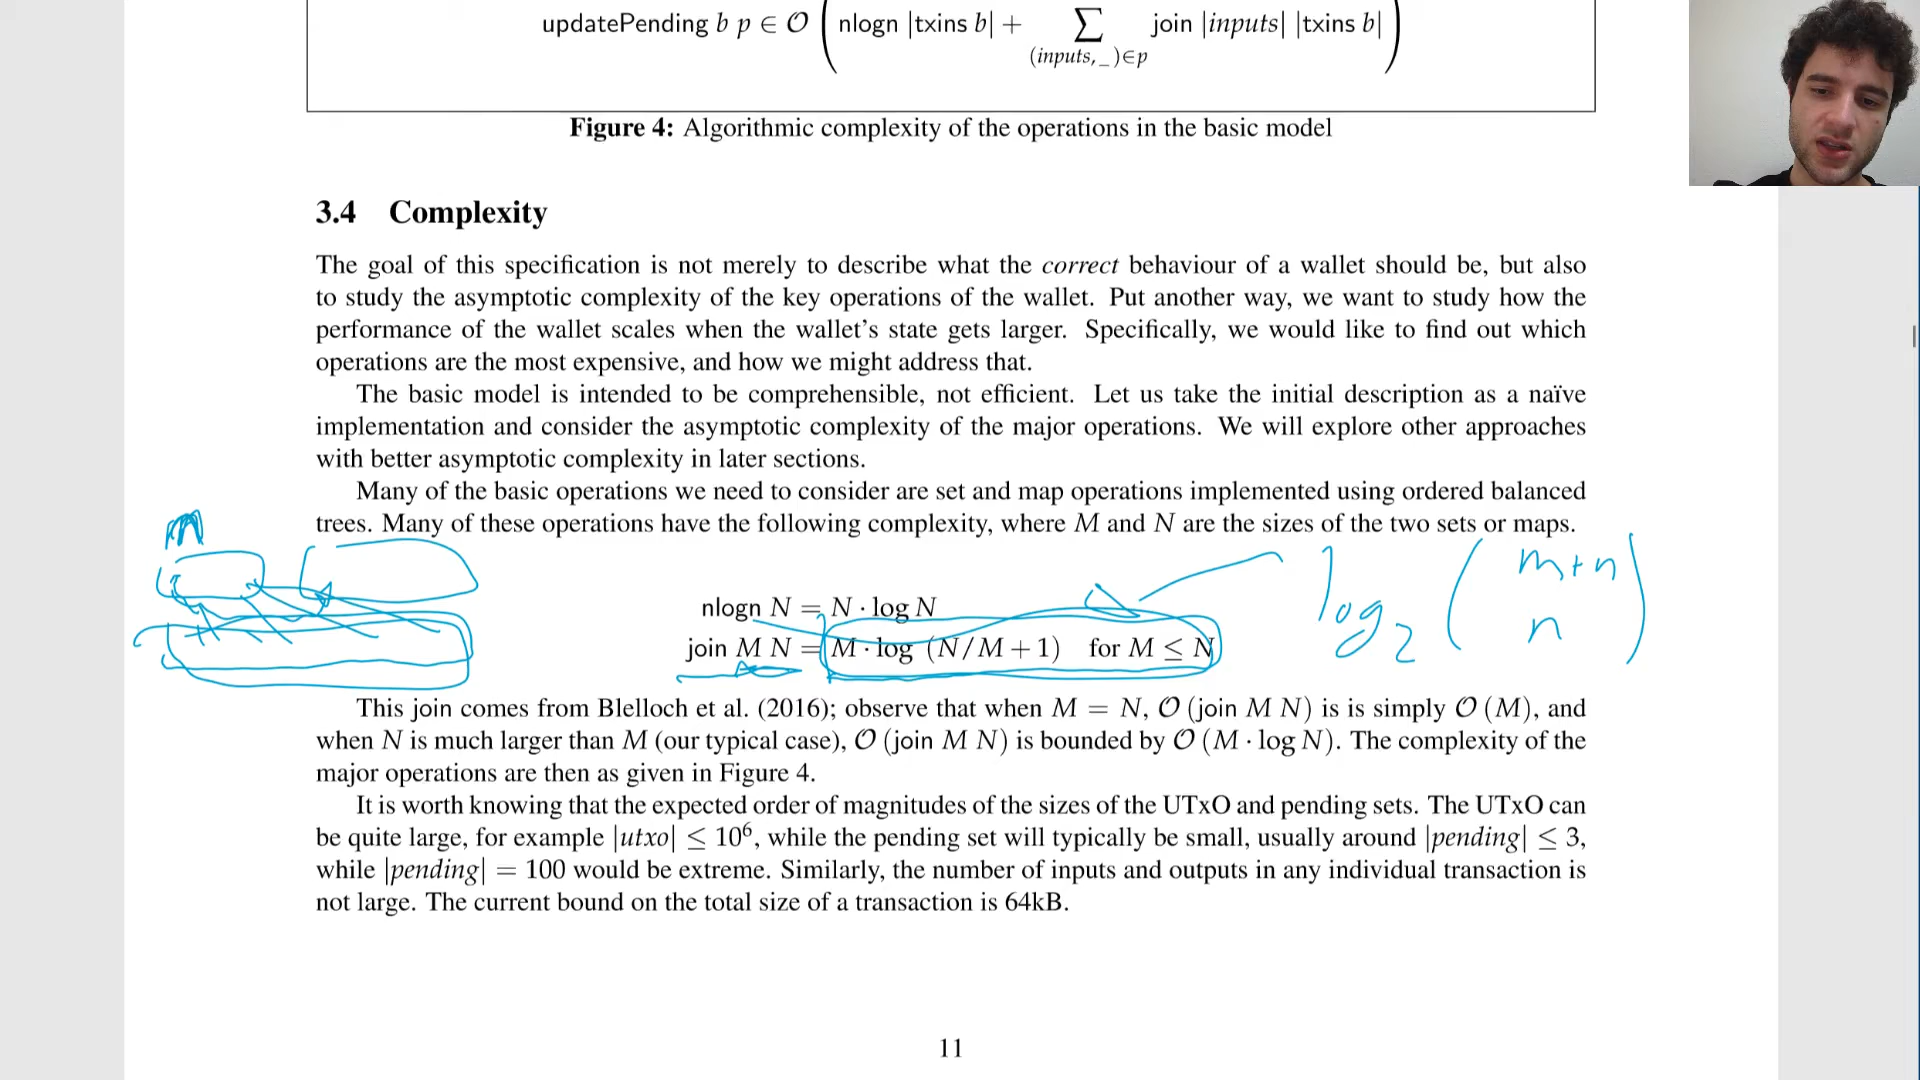 updatePending b p ∈ O ( nlogn |txins b| + ∑ join |inputs| |txins b| )
(inputs,_)∈p
Figure 4: Algorithmic complexity of the operations in the basic model
3.4 Complexity
The goal of this specification is not merely to describe what the correct behaviour of a wallet should be, but also
to study the asymptotic complexity of the key operations of the wallet. Put another way, we want to study how the
performance of the wallet scales when the wallet's state gets larger. Specifically, we would like to find out which
operations are the most expensive, and how we might address that.
The basic model is intended to be comprehensible, not efficient. Let us take the initial description as a naïve
implementation and consider the asymptotic complexity of the major operations. We will explore other approaches
with better asymptotic complexity in later sections.
Many of the basic operations we need to consider are set and map operations implemented using ordered balanced
trees. Many of these operations have the following complexity, where M and N are the sizes of the two sets or maps.
m
nlogn N = N · log N
join M N = M · log (N/M + 1) for M ≤ N
log2 ( m+n
n )
This join comes from Blelloch et al. (2016); observe that when M = N, O (join M N) is is simply O (M), and
when N is much larger than M (our typical case), O (join M N) is bounded by O (M · log N). The complexity of the
major operations are then as given in Figure 4.
It is worth knowing that the expected order of magnitudes of the sizes of the UTxO and pending sets. The UTxO can
be quite large, for example |utxo| ≤ 10⁶, while the pending set will typically be small, usually around |pending| ≤ 3,
while |pending| = 100 would be extreme. Similarly, the number of inputs and outputs in any individual transaction is
not large. The current bound on the total size of a transaction is 64kB.
11